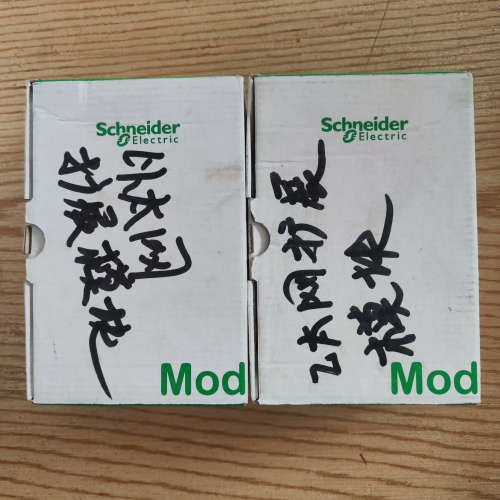 Schneider
Electric
以太网
扩展模块
Mod
Schneider
Electric
以太网扩展
模块
Mod